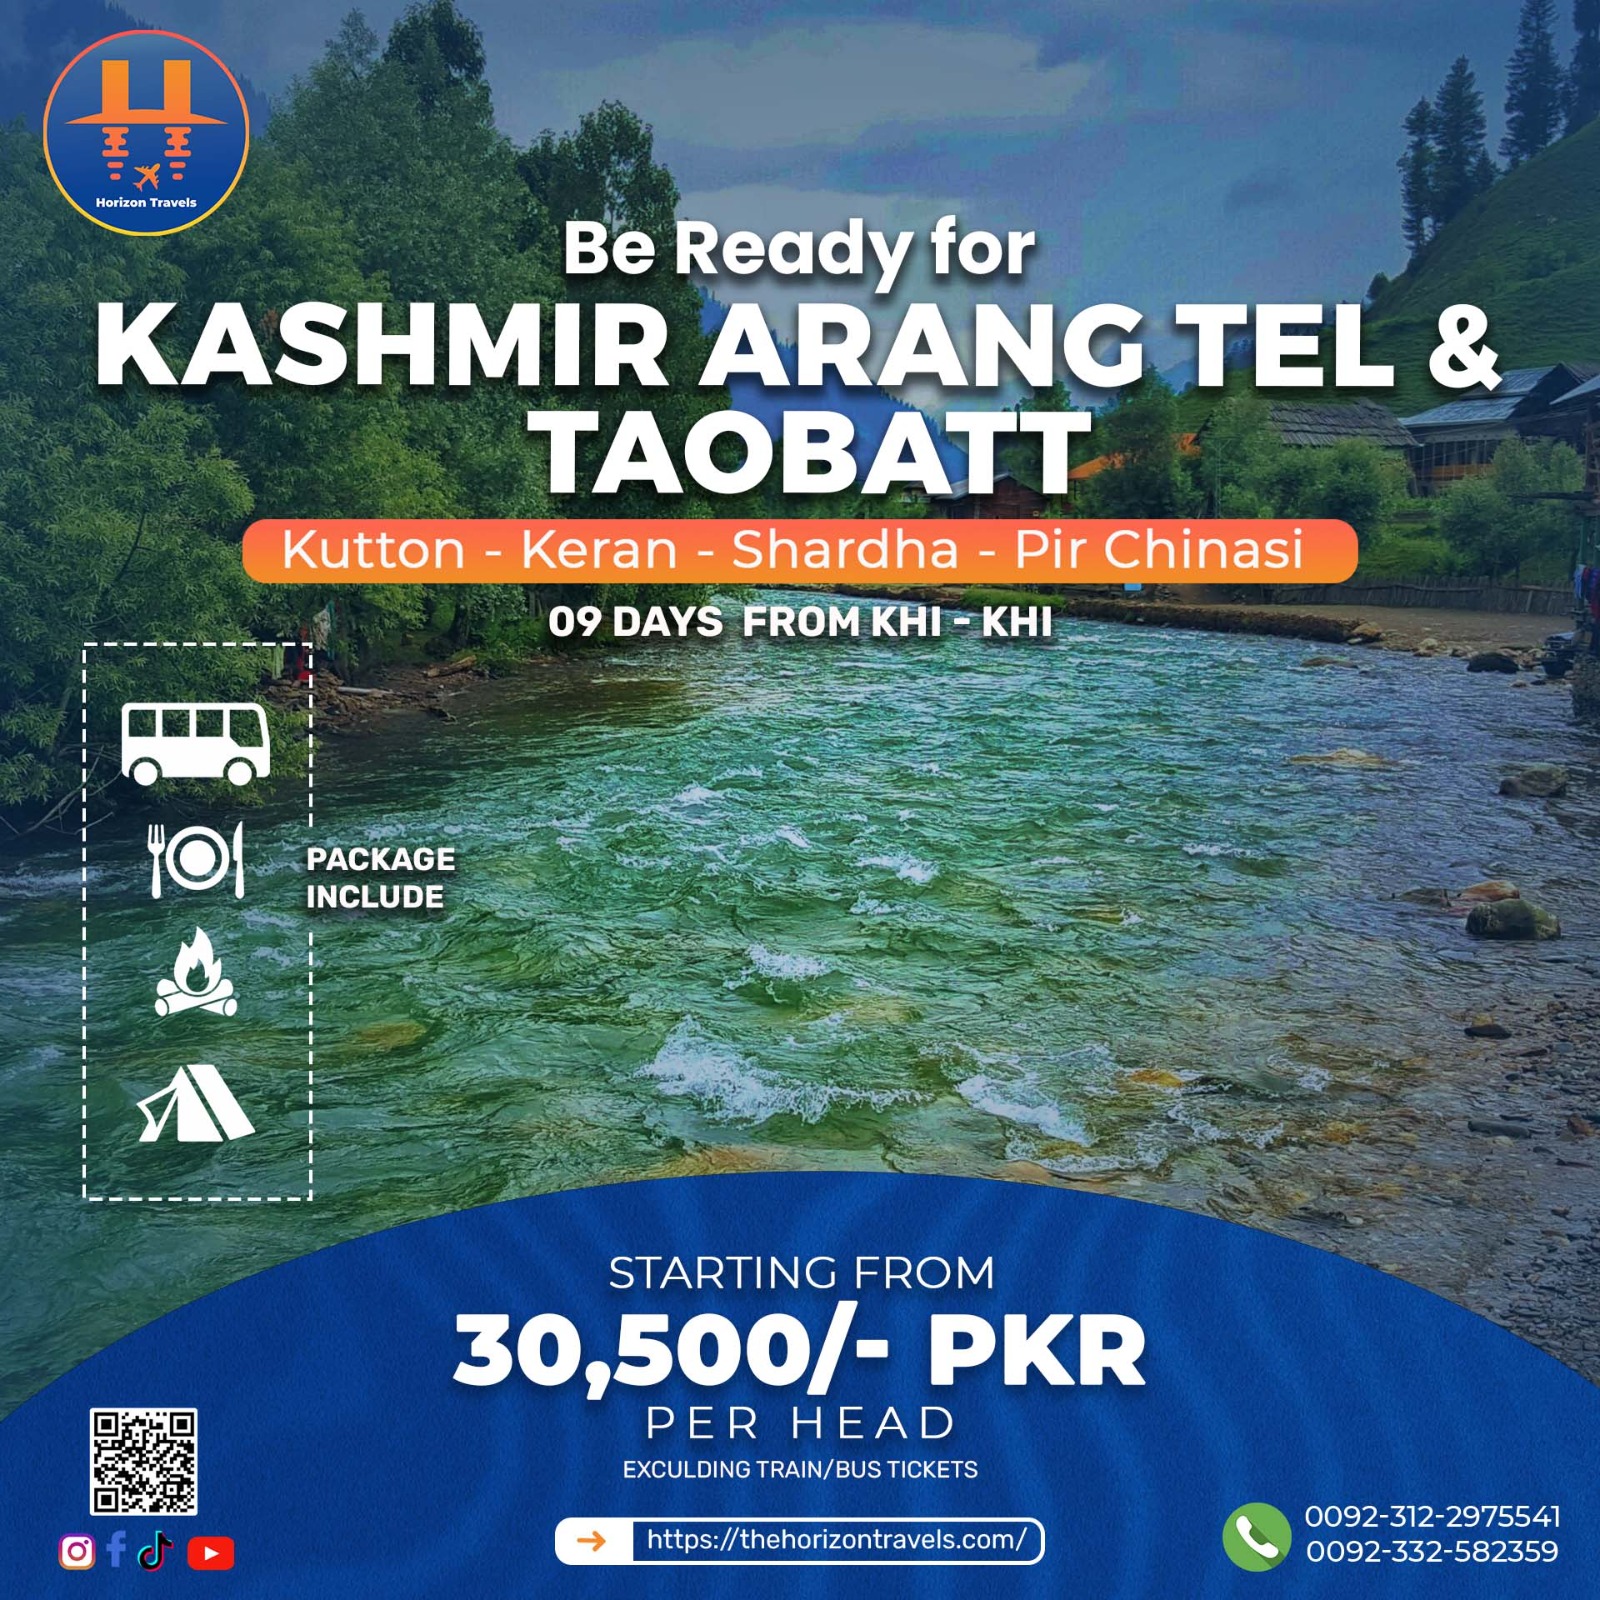 Horizon Travels
Be Ready for
KASHMIR ARANG TEL &
TAOBATT
Kutton - Keran - Shardha - Pir Chinasi
09 DAYS FROM KHI - KHI
PACKAGE
INCLUDE
STARTING FROM
30,500/- PKR
PER HEAD
EXCULDING TRAIN/BUS TICKETS
https://thehorizontravels.com/
0092-312-2975541
0092-332-582359